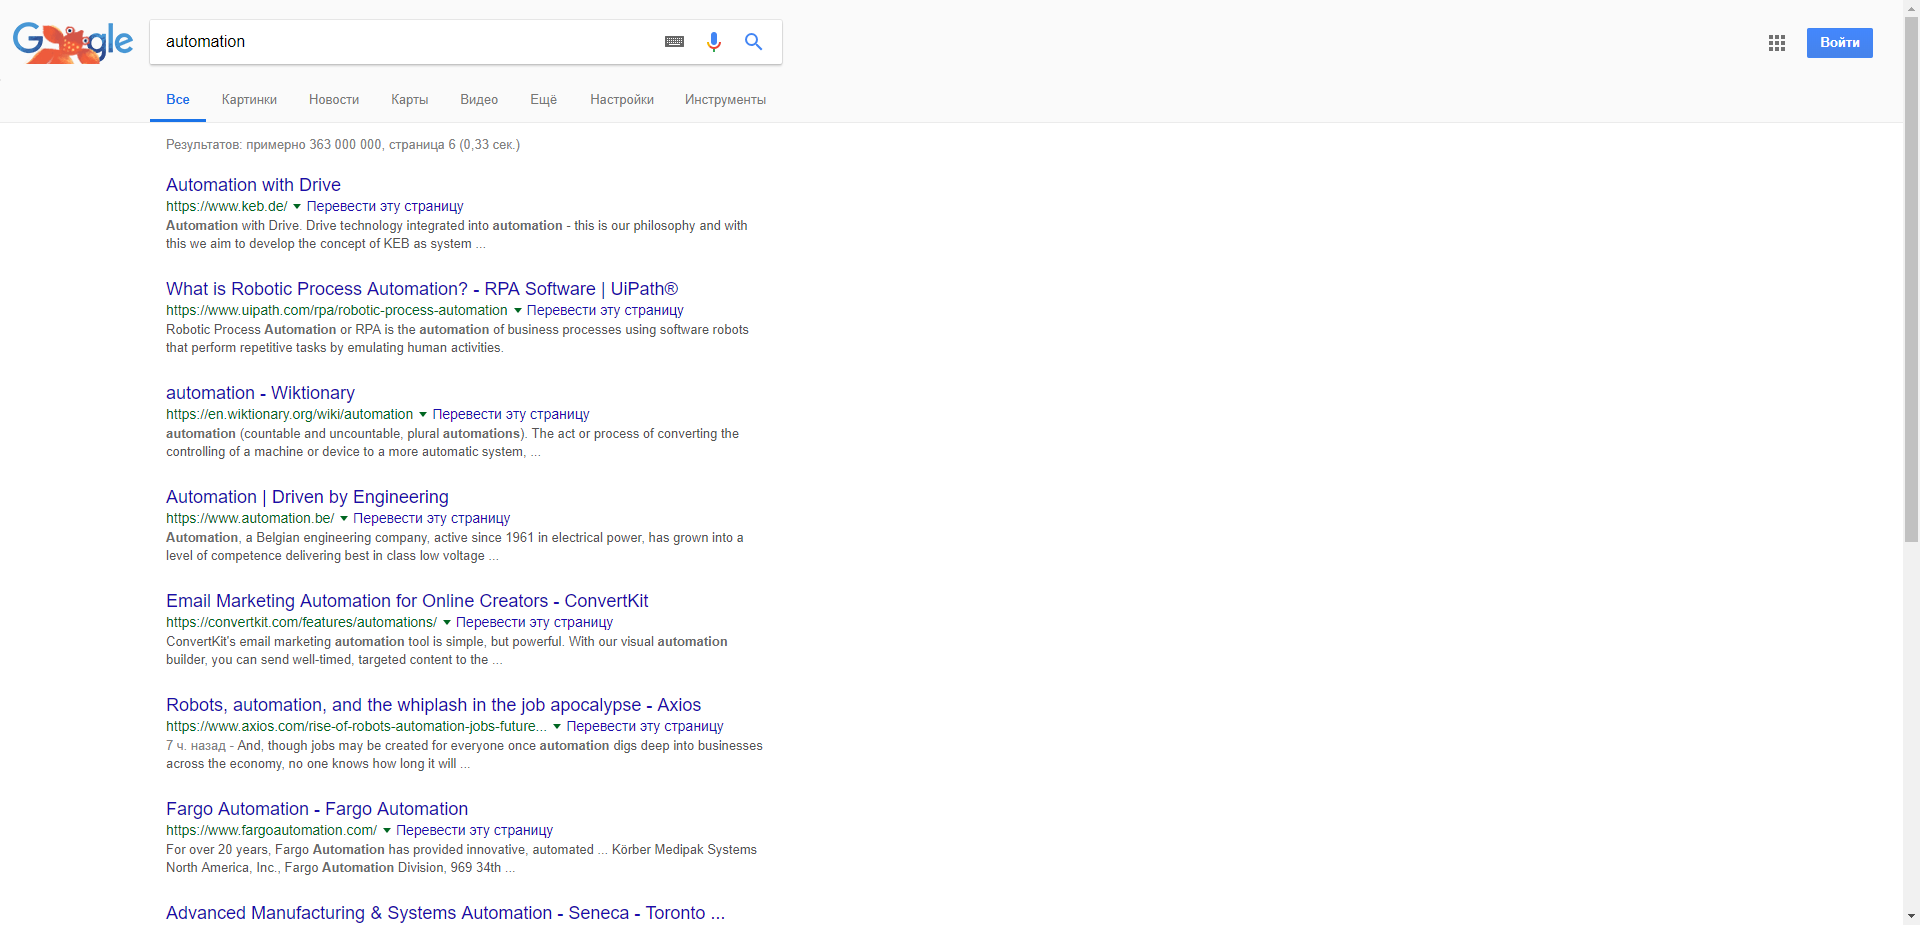 Google
automation
Войти
Все Картинки Новости Карты Видео Ещё Настройки Инструменты
Результатов: примерно 363 000 000, страница 6 (0,33 сек.)
Automation with Drive
https://www.keb.de/ Перевести эту страницу
Automation with Drive. Drive technology integrated into automation - this is our philosophy and with
this we aim to develop the concept of KEB as system ...
What is Robotic Process Automation? - RPA Software | UiPath®
https://www.uipath.com/rpa/robotic-process-automation Перевести эту страницу
Robotic Process Automation or RPA is the automation of business processes using software robots
that perform repetitive tasks by emulating human activities.
automation - Wiktionary
https://en.wiktionary.org/wiki/automation Перевести эту страницу
automation (countable and uncountable, plural automations). The act or process of converting the
controlling of a machine or device to a more automatic system, ...
Automation | Driven by Engineering
https://www.automation.be/ Перевести эту страницу
Automation, a Belgian engineering company, active since 1961 in electrical power, has grown into a
level of competence delivering best in class low voltage ...
Email Marketing Automation for Online Creators - ConvertKit
https://convertkit.com/features/automations/ Перевести эту страницу
ConvertKit's email marketing automation tool is simple, but powerful. With our visual automation
builder, you can send well-timed, targeted content to the ...
Robots, automation, and the whiplash in the job apocalypse - Axios
https://www.axios.com/rise-of-robots-automation-jobs-future... Перевести эту страницу
7 ч. назад - And, though jobs may be created for everyone once automation digs deep into businesses
across the economy, no one knows how long it will ...
Fargo Automation - Fargo Automation
https://www.fargoautomation.com/ Перевести эту страницу
For over 20 years, Fargo Automation has provided innovative, automated ... Körber Medipak Systems
North America, Inc., Fargo Automation Division, 969 34th ...
Advanced Manufacturing & Systems Automation - Seneca - Toronto ...